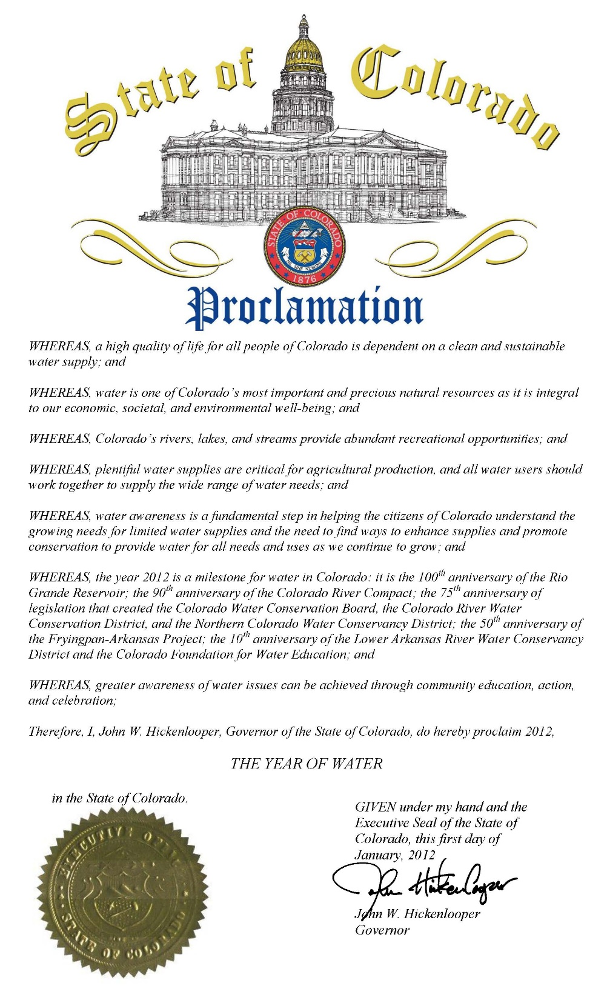 State of Colorado
STATE OF COLORADO
NIL SINE NUMINE
1876
Proclamation
WHEREAS, a high quality of life for all people of Colorado is dependent on a clean and sustainable
water supply; and
WHEREAS, water is one of Colorado's most important and precious natural resources as it is integral
to our economic, societal, and environmental well-being; and
WHEREAS, Colorado's rivers, lakes, and streams provide abundant recreational opportunities; and
WHEREAS, plentiful water supplies are critical for agricultural production, and all water users should
work together to supply the wide range of water needs; and
WHEREAS, water awareness is a fundamental step in helping the citizens of Colorado understand the
growing needs for limited water supplies and the need to find ways to enhance supplies and promote
conservation to provide water for all needs and uses as we continue to grow; and
WHEREAS, the year 2012 is a milestone for water in Colorado: it is the 100th anniversary of the Rio
Grande Reservoir; the 90th anniversary of the Colorado River Compact; the 75th anniversary of
legislation that created the Colorado Water Conservation Board, the Colorado River Water
Conservation District, and the Northern Colorado Water Conservancy District; the 50th anniversary of
the Fryingpan-Arkansas Project; the 10th anniversary of the Lower Arkansas River Water Conservancy
District and the Colorado Foundation for Water Education; and
WHEREAS, greater awareness of water issues can be achieved through community education, action,
and celebration;
Therefore, I, John W. Hickenlooper, Governor of the State of Colorado, do hereby proclaim 2012,
THE YEAR OF WATER
in the State of Colorado.
EXECUTIVE OFFICE
STATE OF COLORADO
GIVEN under my hand and the
Executive Seal of the State of
Colorado, this first day of
January, 2012
John Hickenlooper
John W. Hickenlooper
Governor